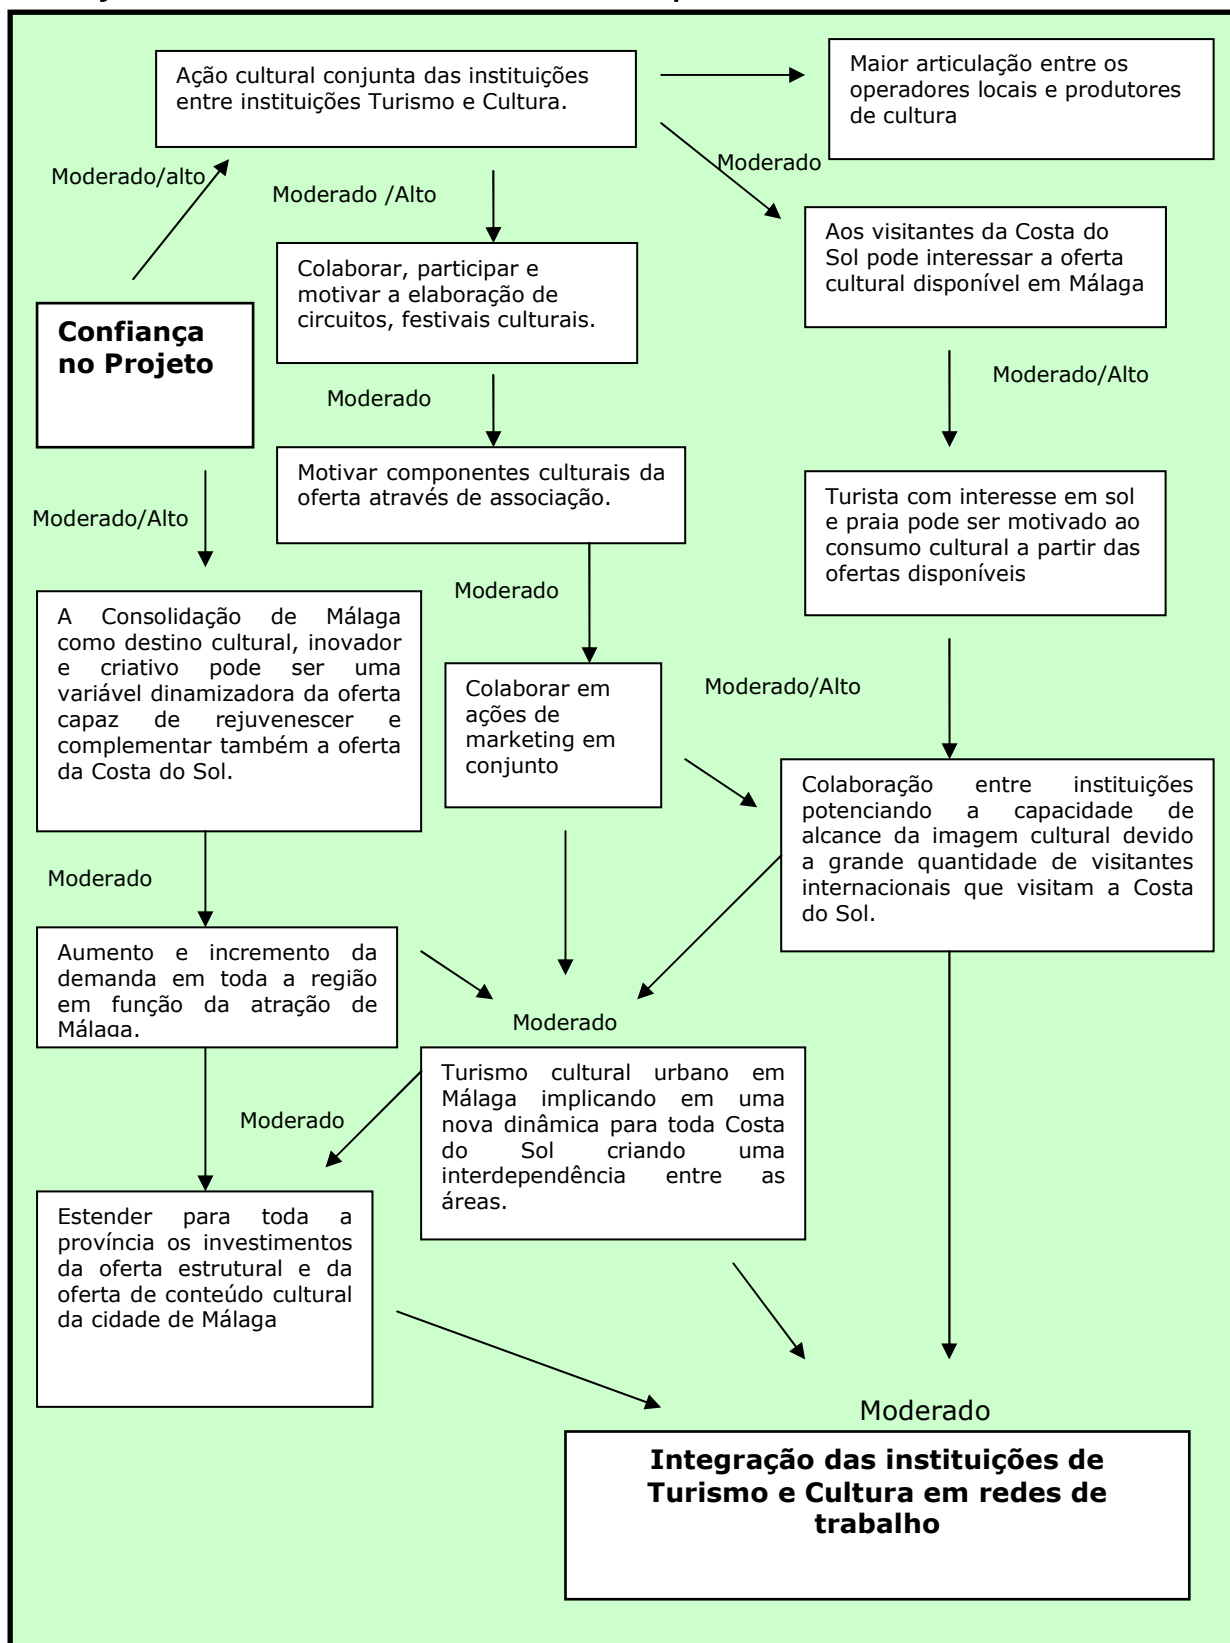 Ação cultural conjunta das instituições
entre instituições Turismo e Cultura.
Maior articulação entre os
operadores locais e produtores
de cultura
Moderado/alto
Moderado /Alto
Moderado
Aos visitantes da Costa do
Sol pode interessar a oferta
cultural disponível em Málaga
Colaborar, participar e
motivar a elaboração de
circuitos, festivais culturais.
Confiança
no Projeto
Moderado
Moderado/Alto
Motivar componentes culturais da
oferta através de associação.
Moderado/Alto
Turista com interesse em sol
e praia pode ser motivado ao
consumo cultural a partir das
ofertas disponíveis
Moderado
A Consolidação de Málaga
como destino cultural, inovador
e criativo pode ser uma
variável dinamizadora da oferta
capaz de rejuvenescer e
complementar também a oferta
da Costa do Sol.
Colaborar em
ações de
marketing em
conjunto
Moderado/Alto
Colaboração entre instituições
potenciando a capacidade de
alcance da imagem cultural devido
a grande quantidade de visitantes
internacionais que visitam a Costa
do Sol.
Moderado
Aumento e incremento da
demanda em toda a região
em função da atração de
Málaga.
Moderado
Turismo cultural urbano em
Málaga implicando em uma
nova dinâmica para toda Costa
do Sol criando uma
interdependência entre as
áreas.
Moderado
Estender para toda a
província os investimentos
da oferta estrutural e da
oferta de conteúdo cultural
da cidade de Málaga
Moderado
Integração das instituições de
Turismo e Cultura em redes de
trabalho